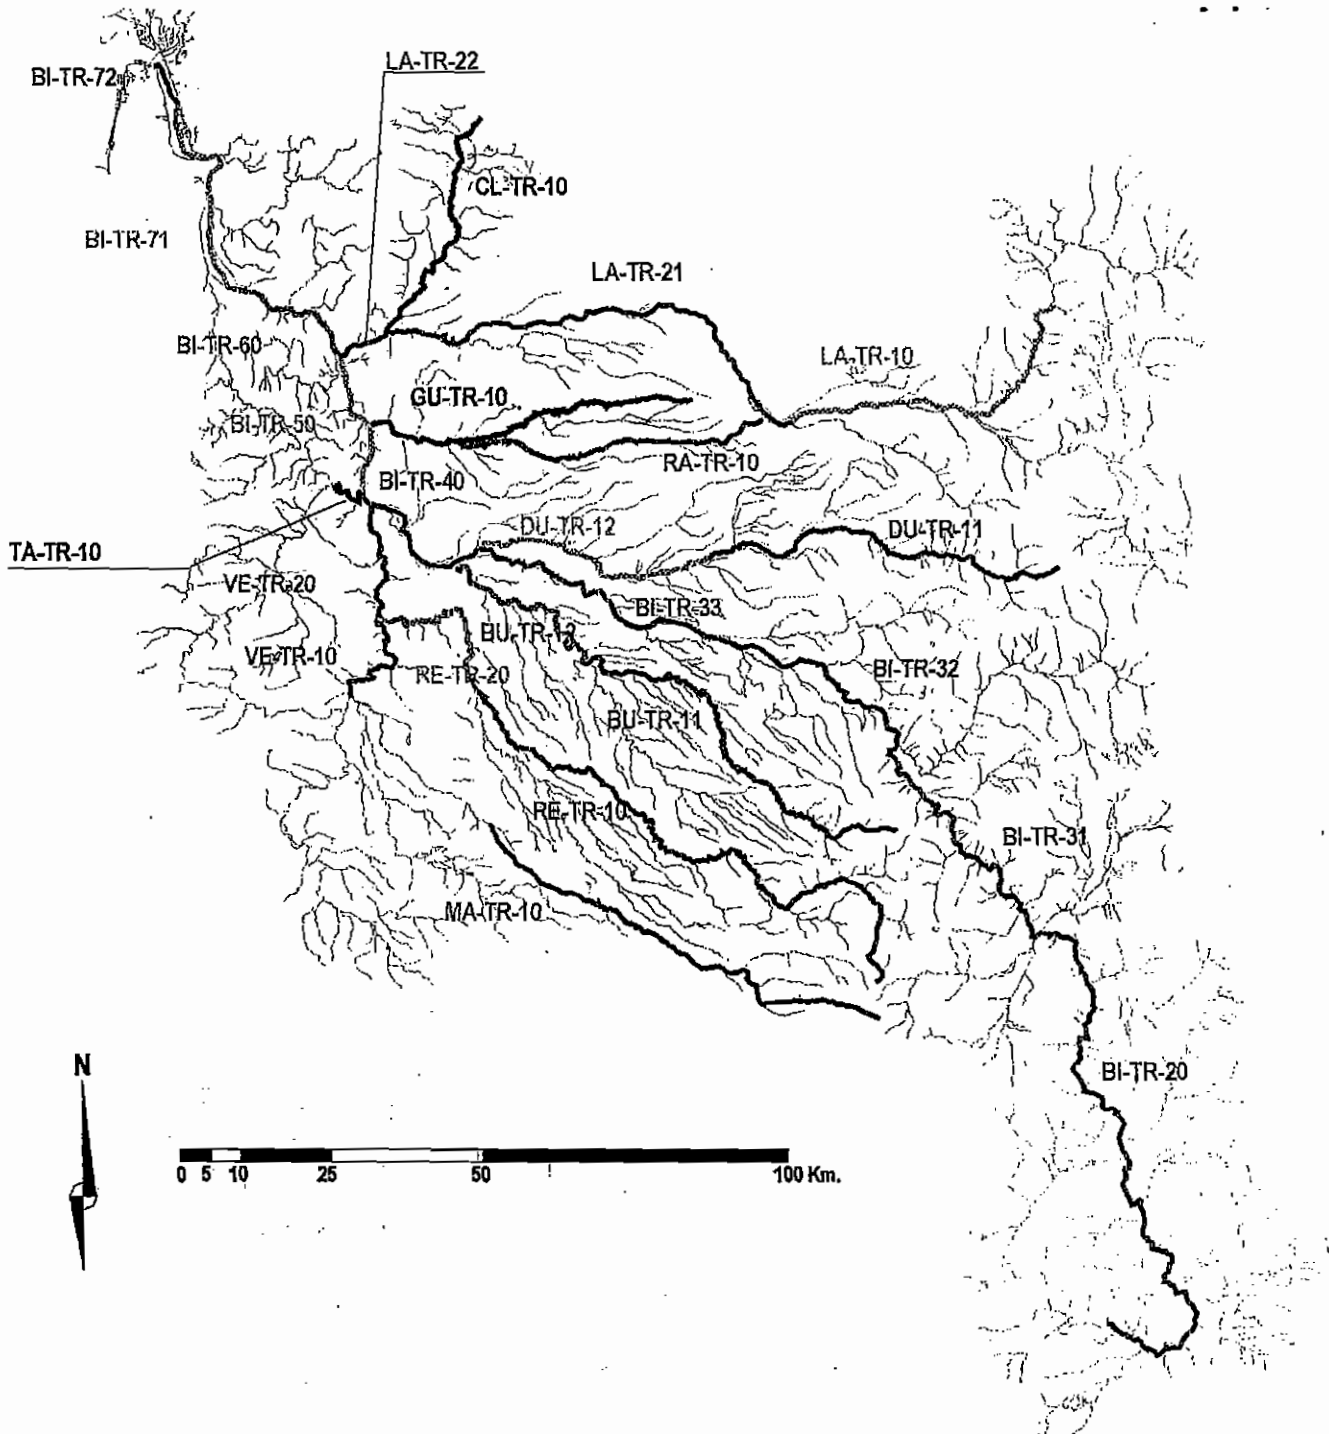 LA-TR-22
BI-TR-72
CL-TR-10
BI-TR-71
LA-TR-21
BI-TR-60
LA-TR-10
GU-TR-10
BI-TR-50
RA-TR-10
BI-TR-40
DU-TR-12
DU-TR-11
TA-TR-10
VE-TR-20
BI-TR-33
BU-TR-12
VE-TR-10
BI-TR-32
RE-TR-20
BU-TR-11
RE-TR-10
BI-TR-31
MA-TR-10
N
BI-TR-20
0 5 10 25 50 100 Km.